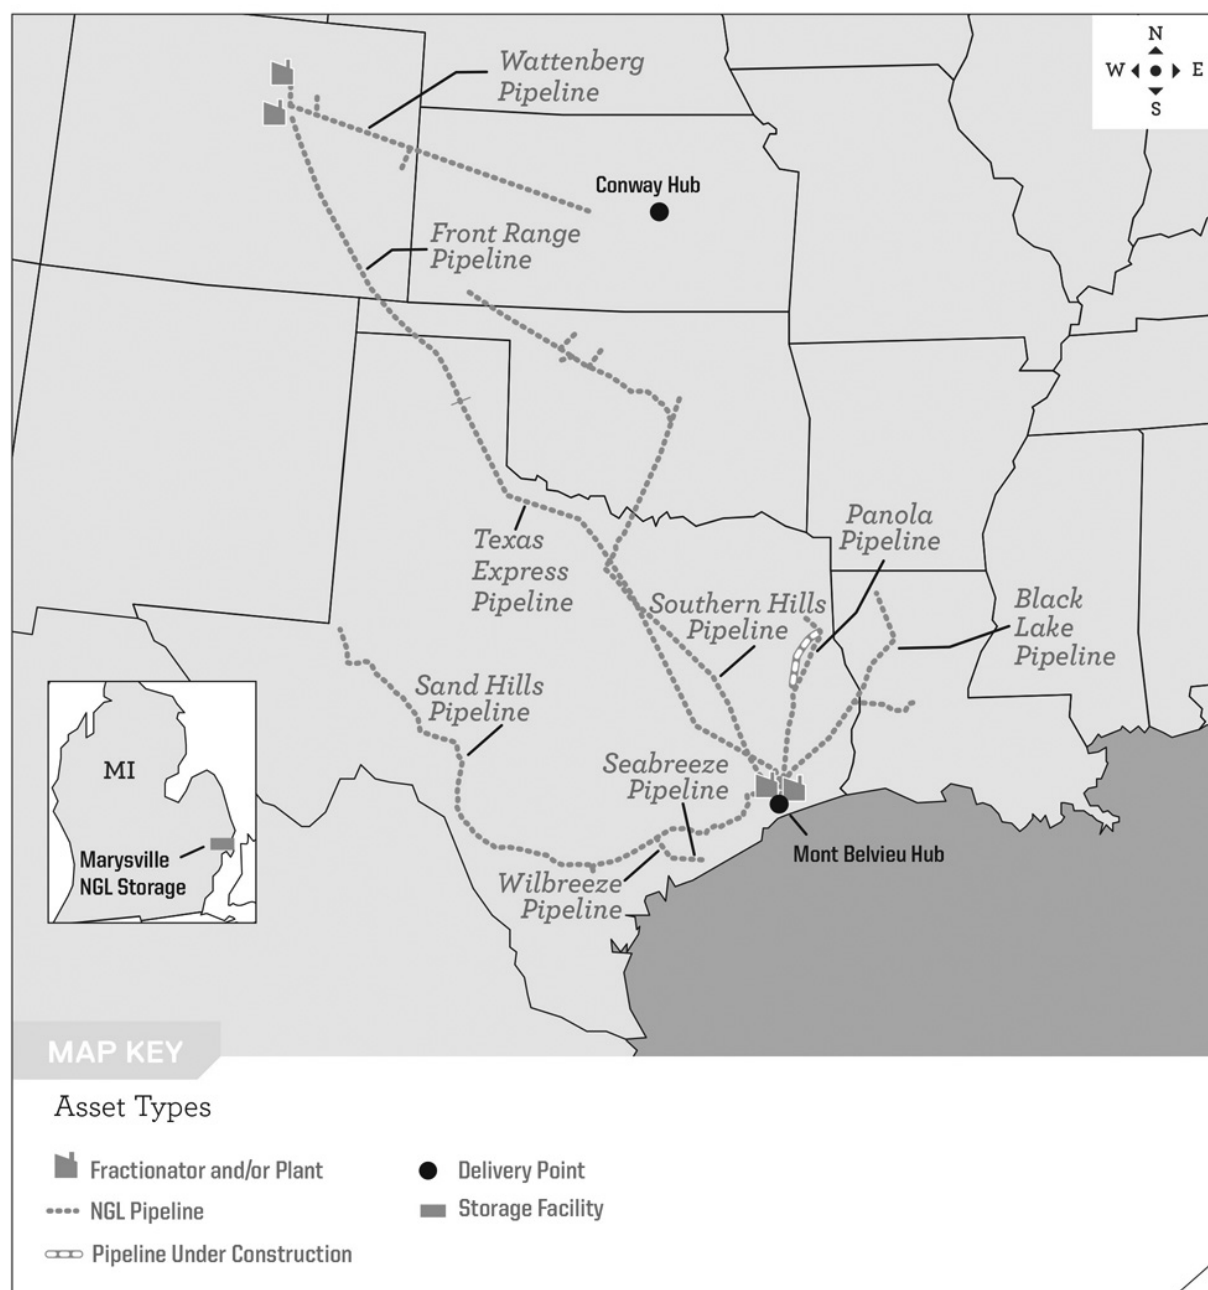 N
W E
S
Wattenberg
Pipeline
Conway Hub
Front Range
Pipeline
Panola
Pipeline
Texas
Express
Pipeline
Southern Hills
Pipeline
Black
Lake
Pipeline
Sand Hills
Pipeline
Seabreeze
Pipeline
MI
Marysville
NGL Storage
Mont Belvieu Hub
Wilbreeze
Pipeline
MAP KEY
Asset Types
Fractionator and/or Plant
Delivery Point
NGL Pipeline
Storage Facility
Pipeline Under Construction